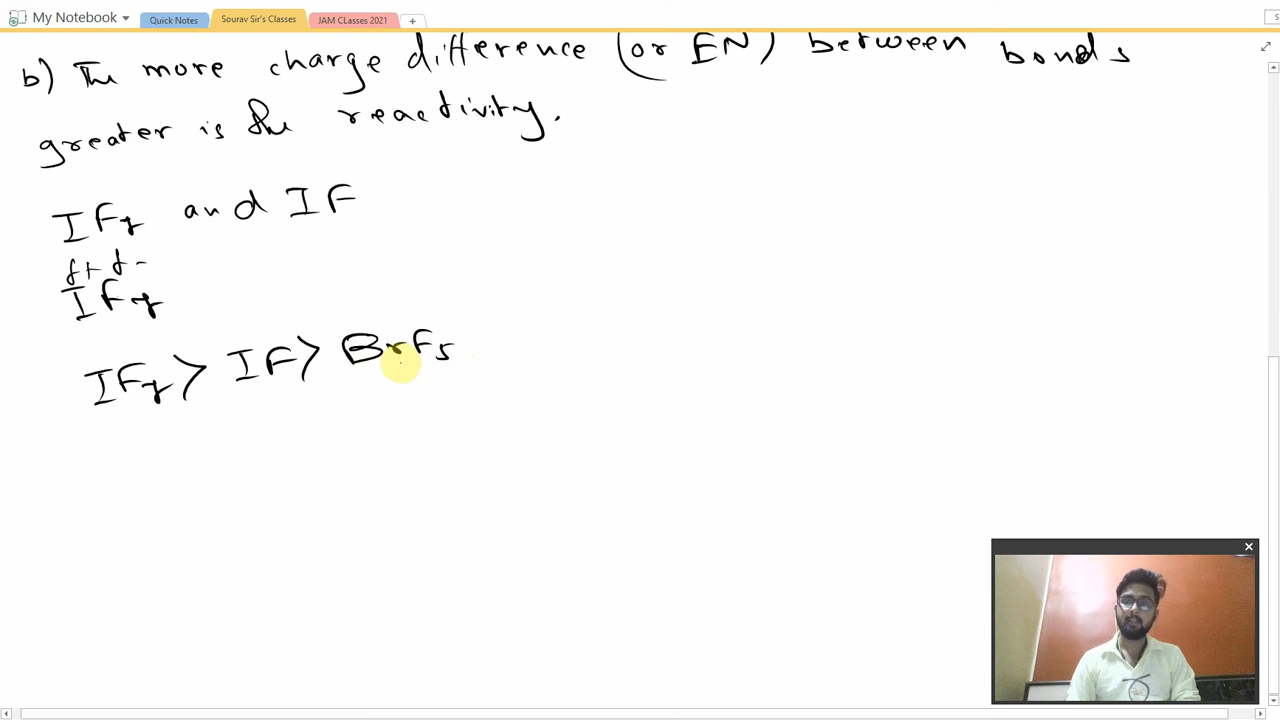 My Notebook
Quick Notes
Sourav Sir's Classes
JAM CLasses 2021
b) The more charge difference (or EN) between bonds
greater is the reactivity.
IF7 and IF
δ+ δ-
IF7
IF7 > IF > BrF5